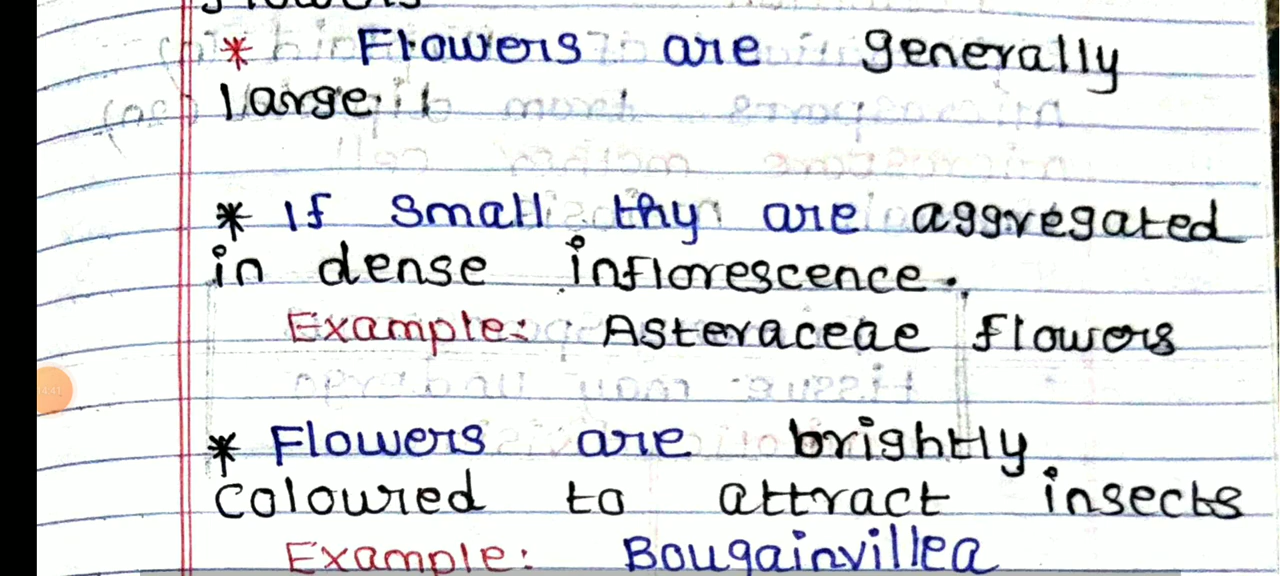 Flowers
* Flowers are generally
Large
* If small thy are aggregated
in dense inflorescence.
Example: Asteraceae flowers
* Flowers are brightly
coloured to attract insects
Example: Bougainvillea